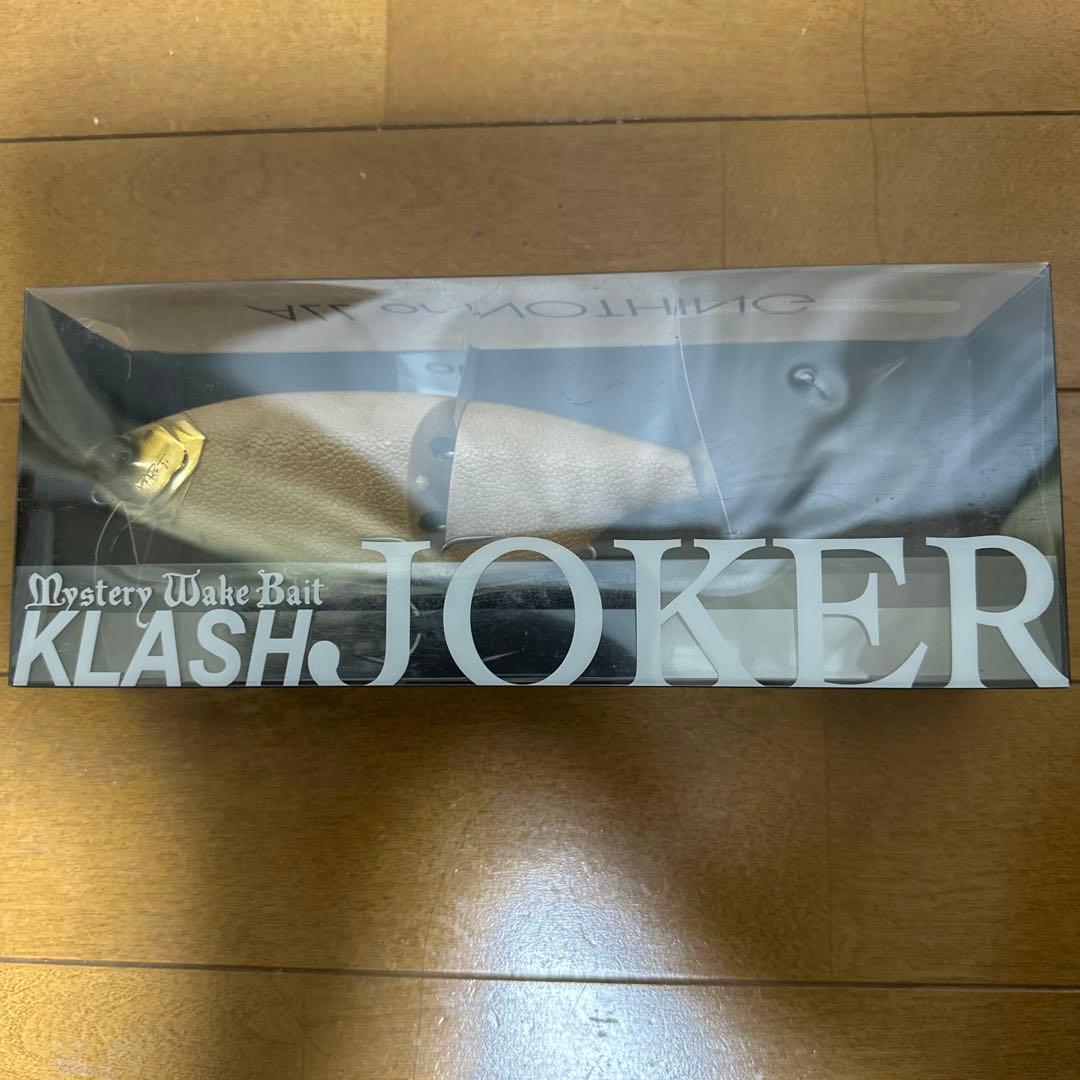 ALL or NOTHING
Mystery Wake Bait
KLASH JOKER